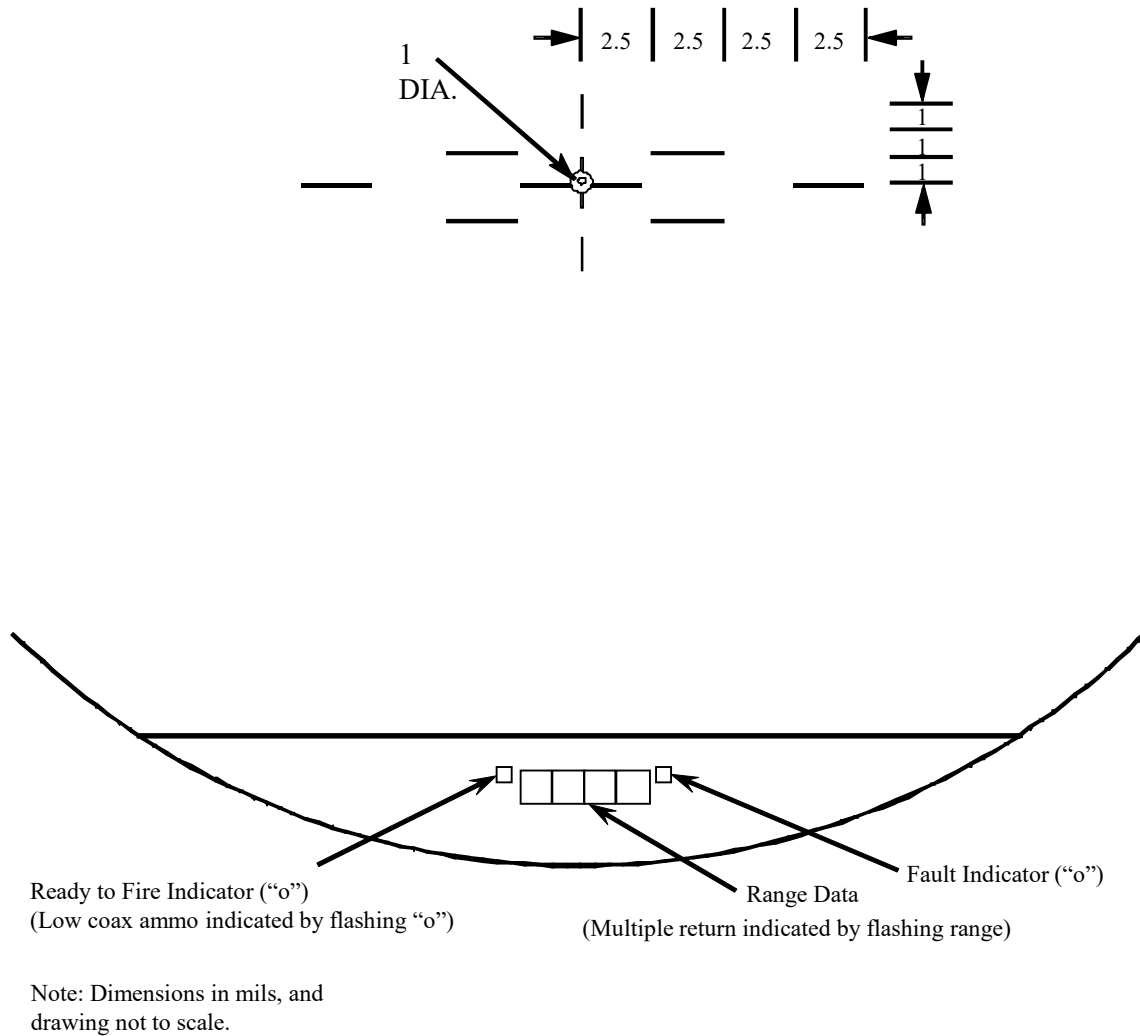 2.5 2.5 2.5 2.5
1
DIA.
1
1
1
Ready to Fire Indicator (“o”)
(Low coax ammo indicated by flashing “o”)
Range Data
(Multiple return indicated by flashing range)
Fault Indicator (“o”)
Note: Dimensions in mils, and
drawing not to scale.